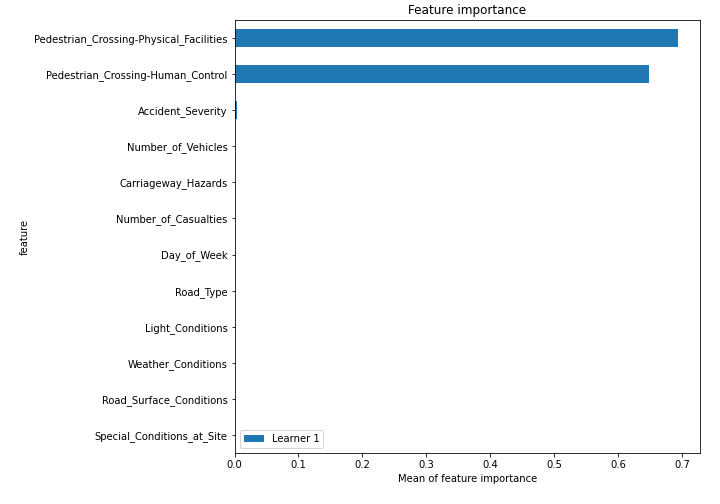 Feature importance
Pedestrian_Crossing-Physical_Facilities
Pedestrian_Crossing-Human_Control
Accident_Severity
Number_of_Vehicles
Carriageway_Hazards
Number_of_Casualties
Day_of_Week
Road_Type
Light_Conditions
Weather_Conditions
Road_Surface_Conditions
Special_Conditions_at_Site
feature
Learner 1
0.0 0.1 0.2 0.3 0.4 0.5 0.6 0.7
Mean of feature importance